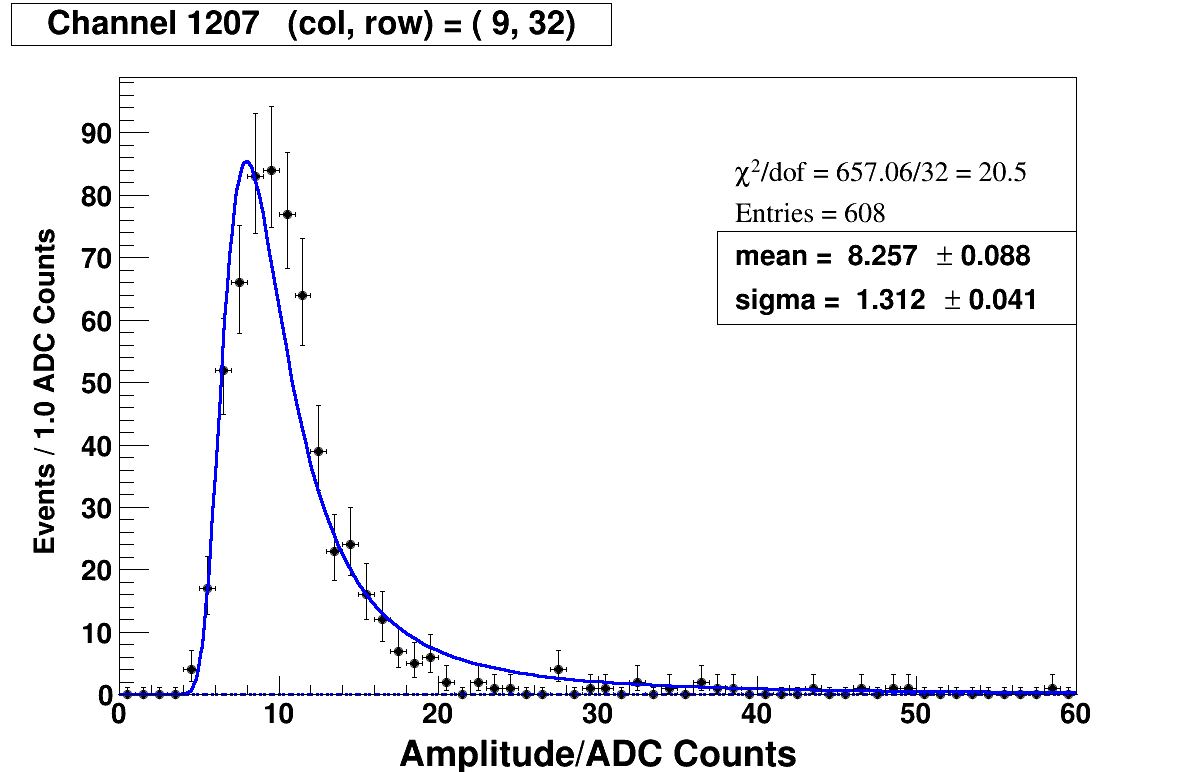 Channel 1207 (col, row) = ( 9, 32)
χ²/dof = 657.06/32 = 20.5
Entries = 608
mean = 8.257 ± 0.088
sigma = 1.312 ± 0.041
Events / 1.0 ADC Counts
90
80
70
60
50
40
30
20
10
0
0 10 20 30 40 50 60
Amplitude/ADC Counts